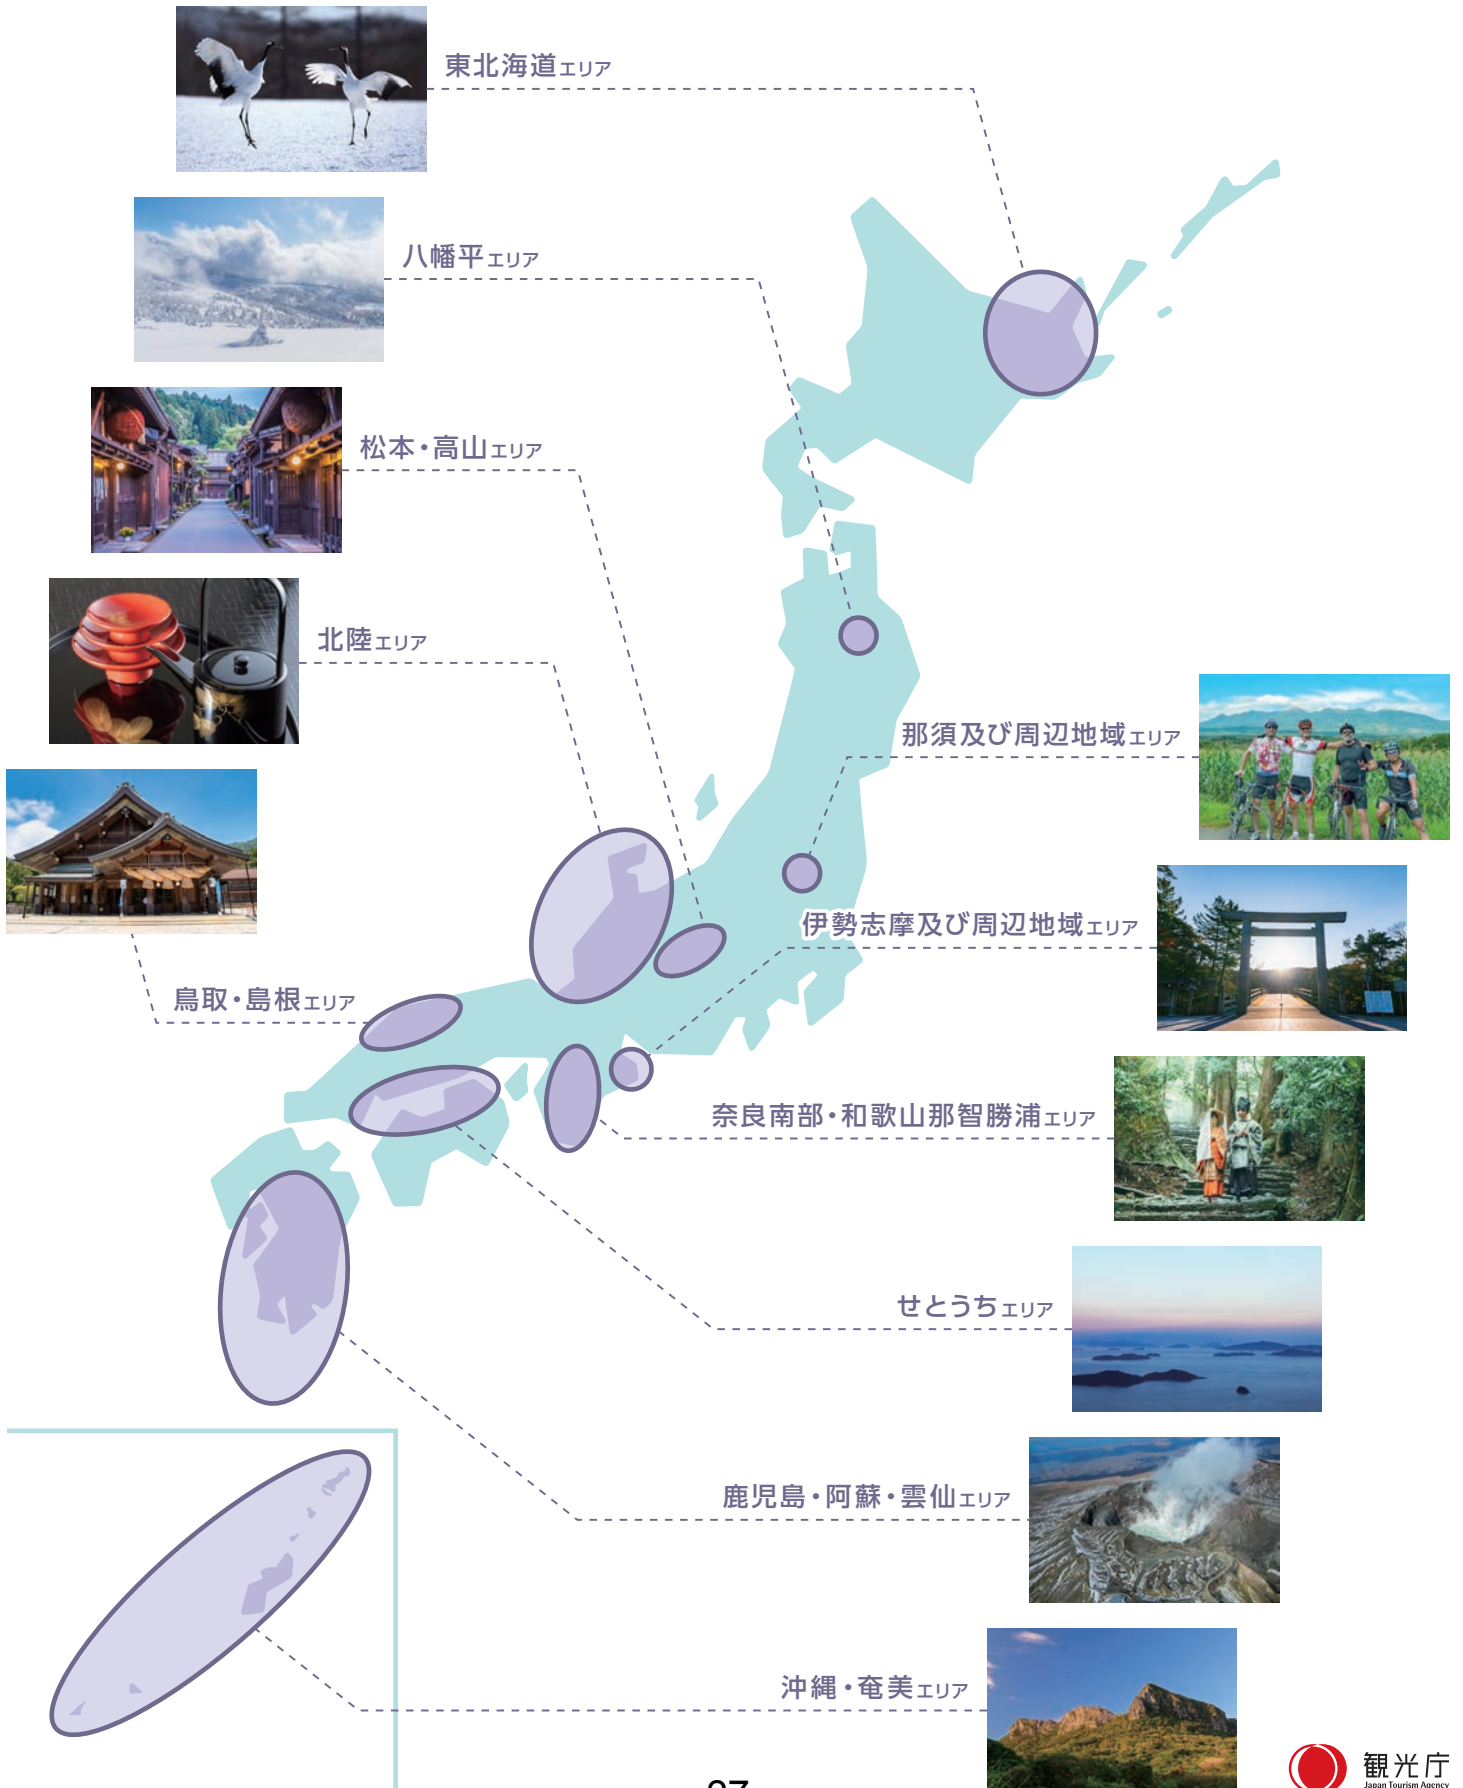 東北海道エリア
八幡平エリア
松本・高山エリア
北陸エリア
那須及び周辺地域エリア
伊勢志摩及び周辺地域エリア
鳥取・島根エリア
奈良南部・和歌山那智勝浦エリア
せとうちエリア
鹿児島・阿蘇・雲仙エリア
沖縄・奄美エリア
観光庁
Japan Tourism Agency